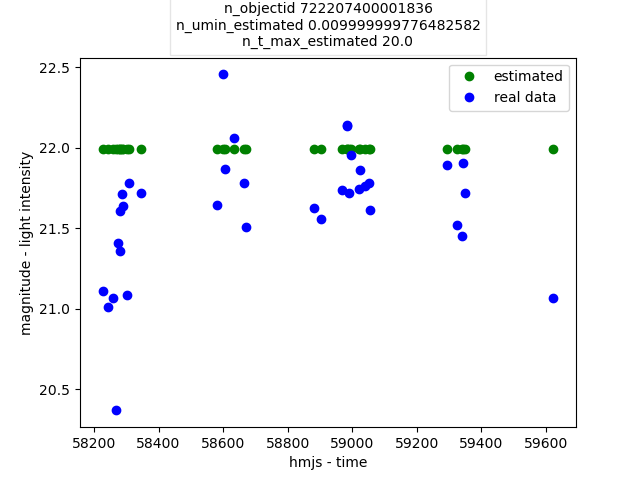 n_objectid 722207400001836
n_umin_estimated 0.009999999776482582
n_t_max_estimated 20.0
22.5
22.0
21.5
21.0
20.5
magnitude - light intensity
estimated
real data
58200 58400 58600 58800 59000 59200 59400 59600
hmjs - time